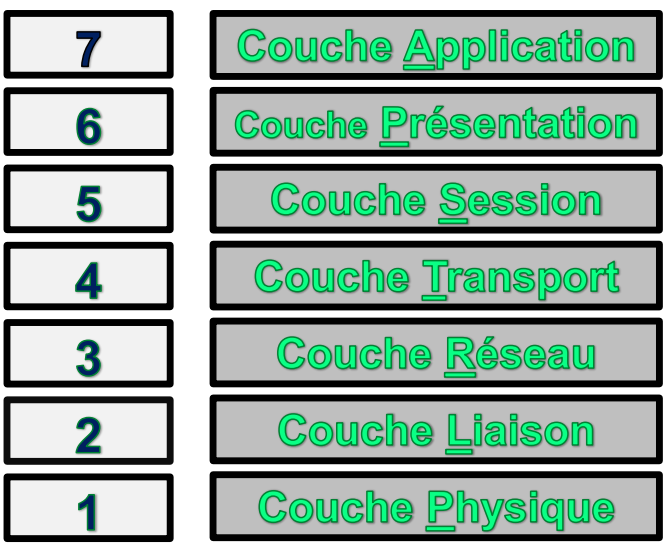 7 Couche Application
6 Couche Présentation
5 Couche Session
4 Couche Transport
3 Couche Réseau
2 Couche Liaison
1 Couche Physique